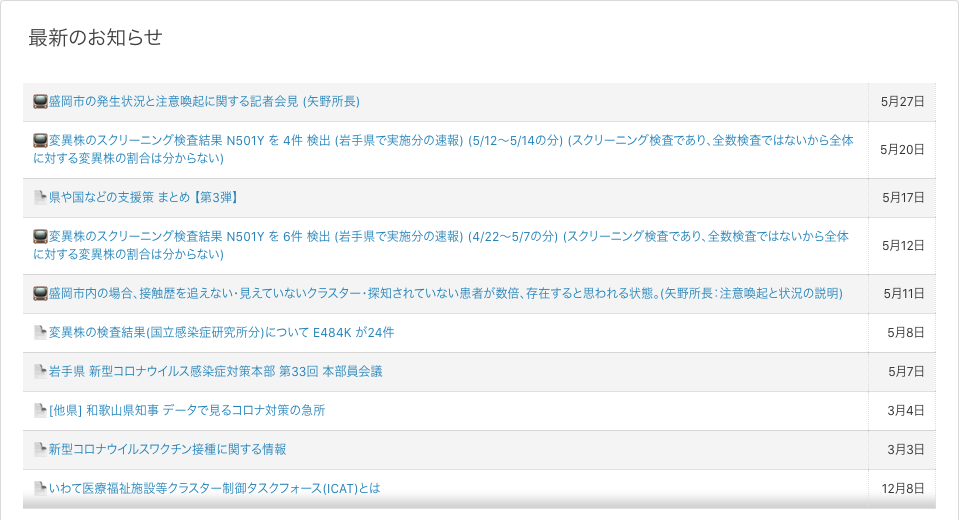 最新のお知らせ
盛岡市の発生状況と注意喚起に関する記者会見 (矢野所長)
5月27日
変異株のスクリーニング検査結果 N501Y を 4件 検出 (岩手県で実施分の速報) (5/12～5/14の分) (スクリーニング検査であり、全数検査ではないから全体
に対する変異株の割合は分からない)
5月20日
県や国などの支援策 まとめ 【第3弾】
5月17日
変異株のスクリーニング検査結果 N501Y を 6件 検出 (岩手県で実施分の速報) (4/22～5/7の分) (スクリーニング検査であり、全数検査ではないから全体
に対する変異株の割合は分からない)
5月12日
盛岡市内の場合、接触歴を追えない・見えていないクラスター・探知されていない患者が数倍、存在すると思われる状態。(矢野所長：注意喚起と状況の説明)
5月11日
変異株の検査結果(国立感染症研究所分)について E484K が24件
5月8日
岩手県 新型コロナウイルス感染症対策本部 第33回 本部員会議
5月7日
[他県] 和歌山県知事 データで見るコロナ対策の急所
3月4日
新型コロナウイルスワクチン接種に関する情報
3月3日
いわて医療福祉施設等クラスター制御タスクフォース(ICAT)とは
12月8日